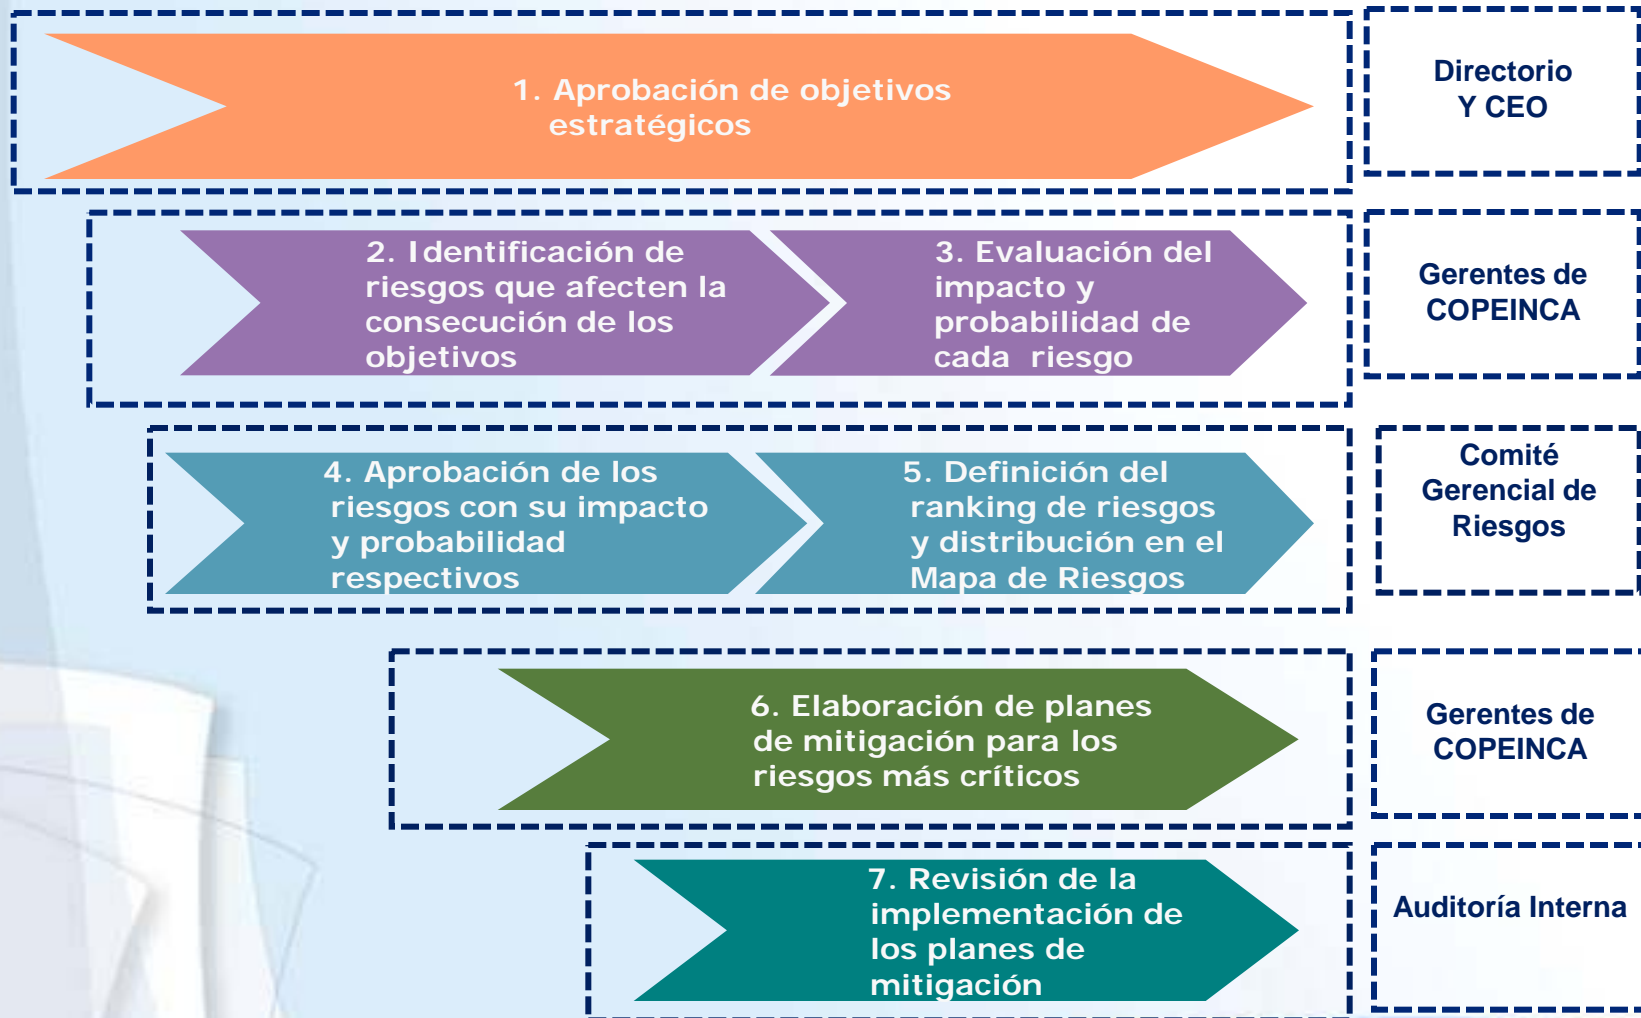 1. Aprobación de objetivos
estratégicos
Directorio
Y CEO
2. Identificación de
riesgos que afecten la
consecución de los
objetivos
3. Evaluación del
impacto y
probabilidad de
cada riesgo
Gerentes de
COPEINCA
4. Aprobación de los
riesgos con su impacto
y probabilidad
respectivos
5. Definición del
ranking de riesgos
y distribución en el
Mapa de Riesgos
Comité
Gerencial de
Riesgos
6. Elaboración de planes
de mitigación para los
riesgos más críticos
Gerentes de
COPEINCA
7. Revisión de la
implementación de
los planes de
mitigación
Auditoría Interna